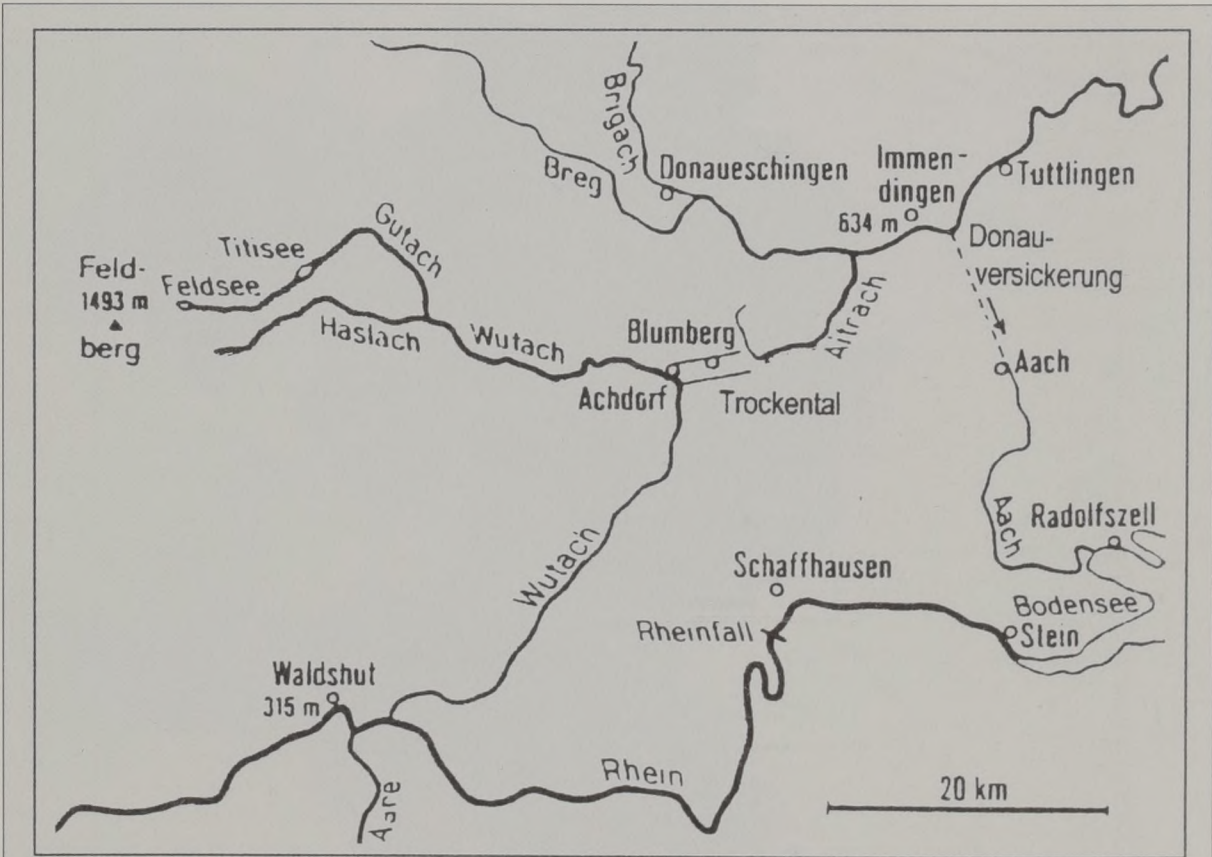 Brigach
Breg
Donaueschingen
Immen-
dingen
634 m
Tuttlingen
Donau-
versickerung
Gutach
Titisee
Feldsee
Feld-
1493 m
berg
Haslach
Wutach
Blumberg
Achdorf
Trockental
Aitrach
Aach
Aach
Radolfszell
Wutach
Schaffhausen
Rheinfall
Bodensee
Stein
Waldshut
315 m
Aare
Rhein
20 km